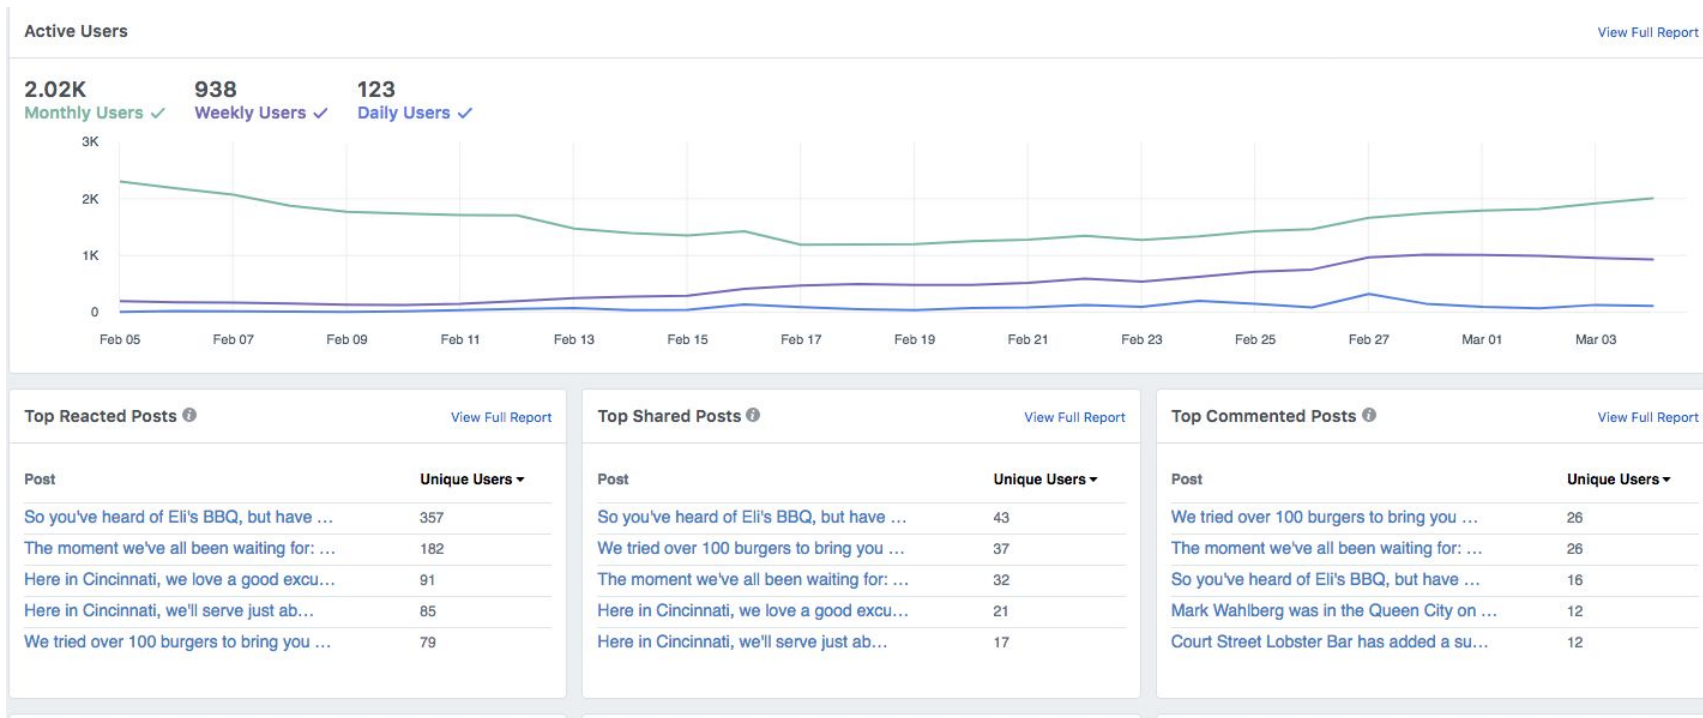 Active Users
View Full Report
2.02K
938
123
Monthly Users
Weekly Users
Daily Users
3K
2K
1K
0
Feb 05
Feb 07
Feb 09
Feb 11
Feb 13
Feb 15
Feb 17
Feb 19
Feb 21
Feb 23
Feb 25
Feb 27
Mar 01
Mar 03
Top Reacted Posts
View Full Report
Post
Unique Users
So you've heard of Eli's BBQ, but have ...
357
The moment we've all been waiting for: ...
182
Here in Cincinnati, we love a good excu...
91
Here in Cincinnati, we'll serve just ab...
85
We tried over 100 burgers to bring you ...
79
Top Shared Posts
View Full Report
Post
Unique Users
So you've heard of Eli's BBQ, but have ...
43
We tried over 100 burgers to bring you ...
37
The moment we've all been waiting for: ...
32
Here in Cincinnati, we love a good excu...
21
Here in Cincinnati, we'll serve just ab...
17
Top Commented Posts
View Full Report
Post
Unique Users
We tried over 100 burgers to bring you ...
26
The moment we've all been waiting for: ...
26
So you've heard of Eli's BBQ, but have ...
16
Mark Wahlberg was in the Queen City on ...
12
Court Street Lobster Bar has added a su...
12